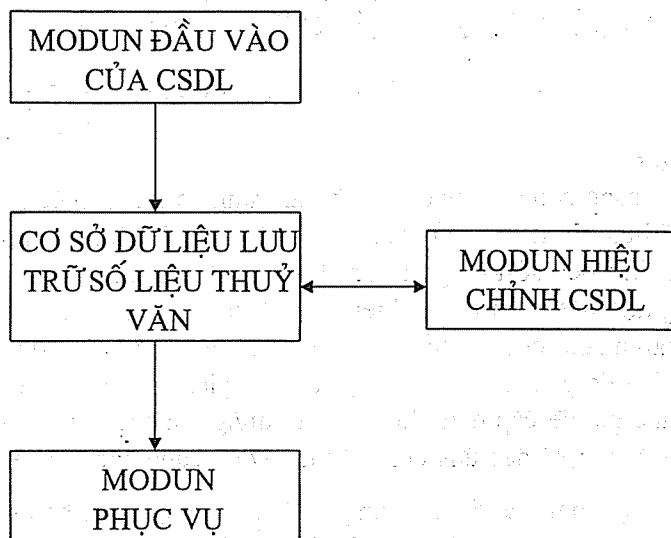 MODUN ĐẦU VÀO
CỦA CSDL
CƠ SỞ DỮ LIỆU LƯU
TRỮ SỐ LIỆU THUỶ
VĂN
MODUN HIỆU
CHỈNH CSDL
MODUN
PHỤC VỤ